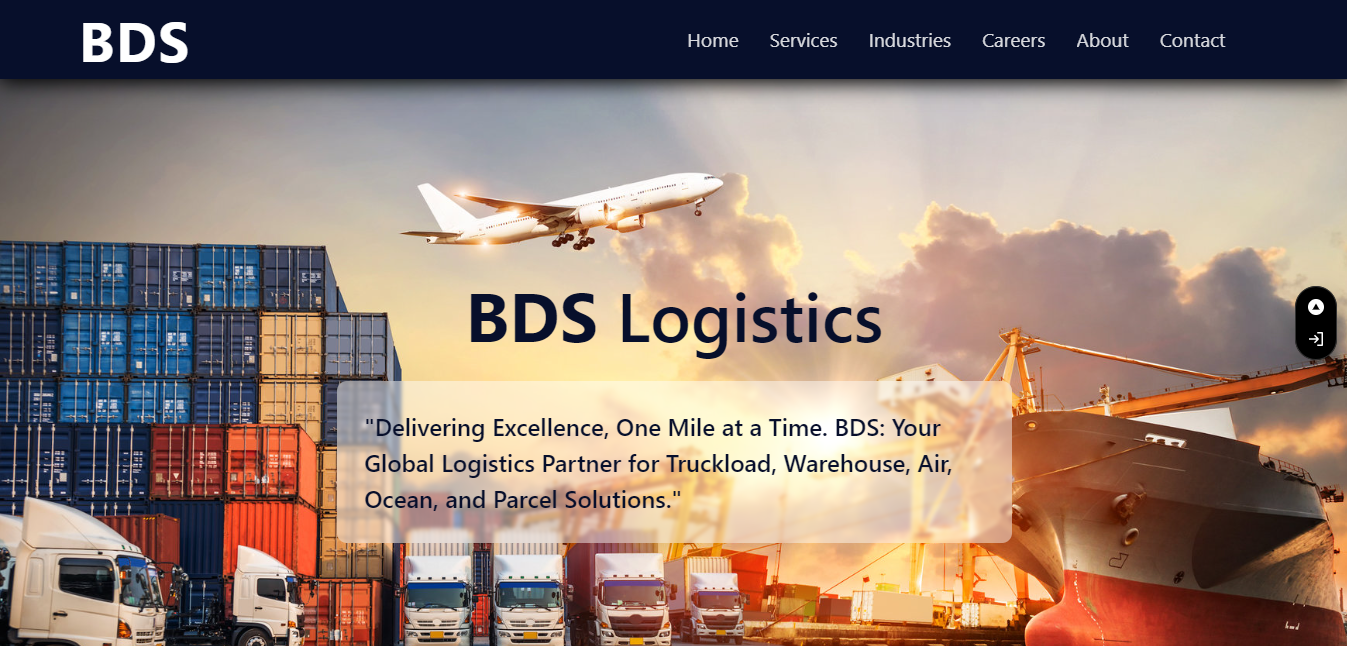 BDS
Home Services Industries Careers About Contact
BDS Logistics
"Delivering Excellence, One Mile at a Time. BDS: Your
Global Logistics Partner for Truckload, Warehouse, Air,
Ocean, and Parcel Solutions."